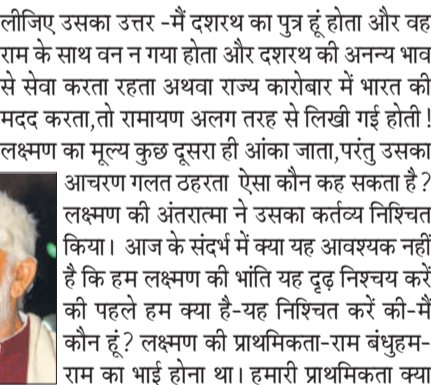 लीजिए उसका उत्तर -मैं दशरथ का पुत्र हूं होता और वह
राम के साथ वन न गया होता और दशरथ की अनन्य भाव
से सेवा करता रहता अथवा राज्य कारोबार में भारत की
मदद करता,तो रामायण अलग तरह से लिखी गई होती !
लक्ष्मण का मूल्य कुछ दूसरा ही आंका जाता,परंतु उसका
आचरण गलत ठहरता ऐसा कौन कह सकता है ?
लक्ष्मण की अंतरात्मा ने उसका कर्तव्य निश्चित
किया। आज के संदर्भ में क्या यह आवश्यक नहीं
है कि हम लक्ष्मण की भांति यह दृढ़ निश्चय करें
की पहले हम क्या है-यह निश्चित करें की-मैं
कौन हूं? लक्ष्मण की प्राथमिकता-राम बंधुहम-
राम का भाई होना था। हमारी प्राथमिकता क्या